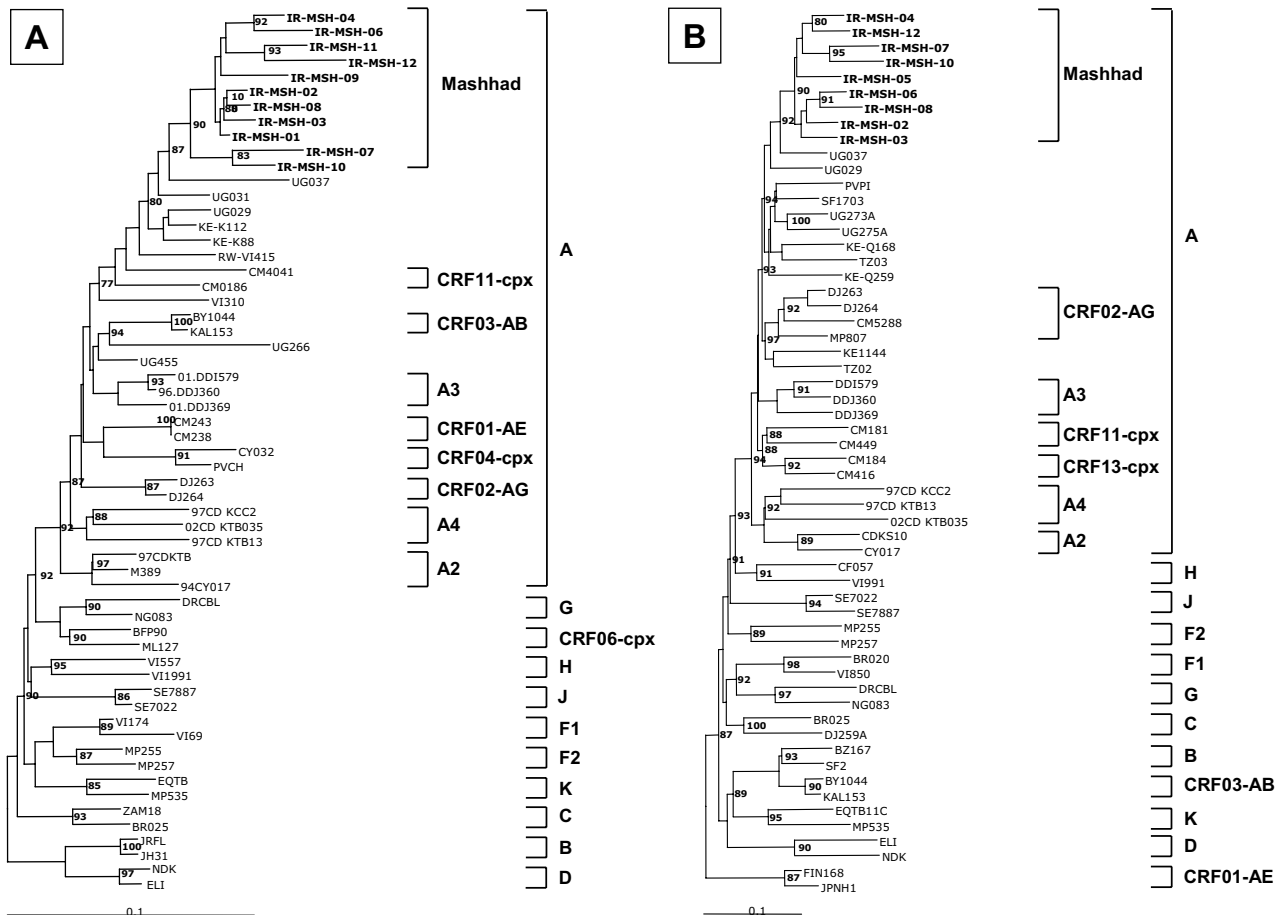 A
92
IR-MSH-04
IR-MSH-06
IR-MSH-11
93
IR-MSH-12
IR-MSH-09
IR-MSH-02
10
IR-MSH-08
IR-MSH-03
90
IR-MSH-01
87
IR-MSH-07
83
IR-MSH-10
Mashhad
UG037
80
UG031
UG029
KE-K112
KE-K88
RW-VI415
A
CM4041
77
CM0186
CRF11-cpx
VI310
BY1044
100
KAL153
CRF03-AB
94
UG266
UG455
01.DDI579
93
96.DDJ360
01.DDJ369
A3
100
CM243
CM238
CRF01-AE
CY032
91
PVCH
CRF04-cpx
87
DJ263
87
DJ264
CRF02-AG
97CD KCC2
88
02CD KTB035
92
97CD KTB13
A4
97CDKTB
97
M389
92
94CY017
A2
DRCBL
90
NG083
G
BFP90
90
ML127
CRF06-cpx
VI557
95
VI1991
H
90
SE7887
86
SE7022
J
VI174
89
VI69
F1
MP255
87
MP257
F2
EQTB
85
MP535
K
ZAM18
93
BR025
C
JRFL
100
JH31
B
NDK
97
ELI
D
0.1
B
80
IR-MSH-04
IR-MSH-12
IR-MSH-07
95
IR-MSH-10
IR-MSH-05
90
IR-MSH-06
91
IR-MSH-08
92
IR-MSH-02
IR-MSH-03
Mashhad
UG037
UG029
PVPI
94
SF1703
UG273A
100
UG275A
KE-Q168
TZ03
93
KE-Q259
A
DJ263
92
DJ264
CM5288
97
MP807
CRF02-AG
KE1144
TZ02
DDI579
91
DDJ360
DDJ369
A3
CM181
88
CM449
88
CRF11-cpx
94
CM184
92
CM416
CRF13-cpx
97CD KCC2
92
97CD KTB13
93
02CD KTB035
A4
CDKS10
89
CY017
A2
91
CF057
91
VI991
H
SE7022
94
SE7887
J
MP255
89
MP257
F2
BR020
98
VI850
F1
92
DRCBL
97
NG083
G
BR025
100
DJ259A
C
87
BZ167
93
SF2
B
BY1044
90
KAL153
CRF03-AB
89
EQTB11C
95
MP535
K
ELI
90
NDK
D
FIN168
87
JPNH1
CRF01-AE
0.1